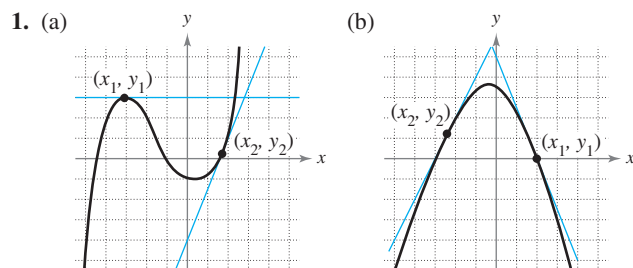 1. (a)
y
(x₁, y₁)
(x₂, y₂)
x
(b)
y
(x₂, y₂)
(x₁, y₁)
x